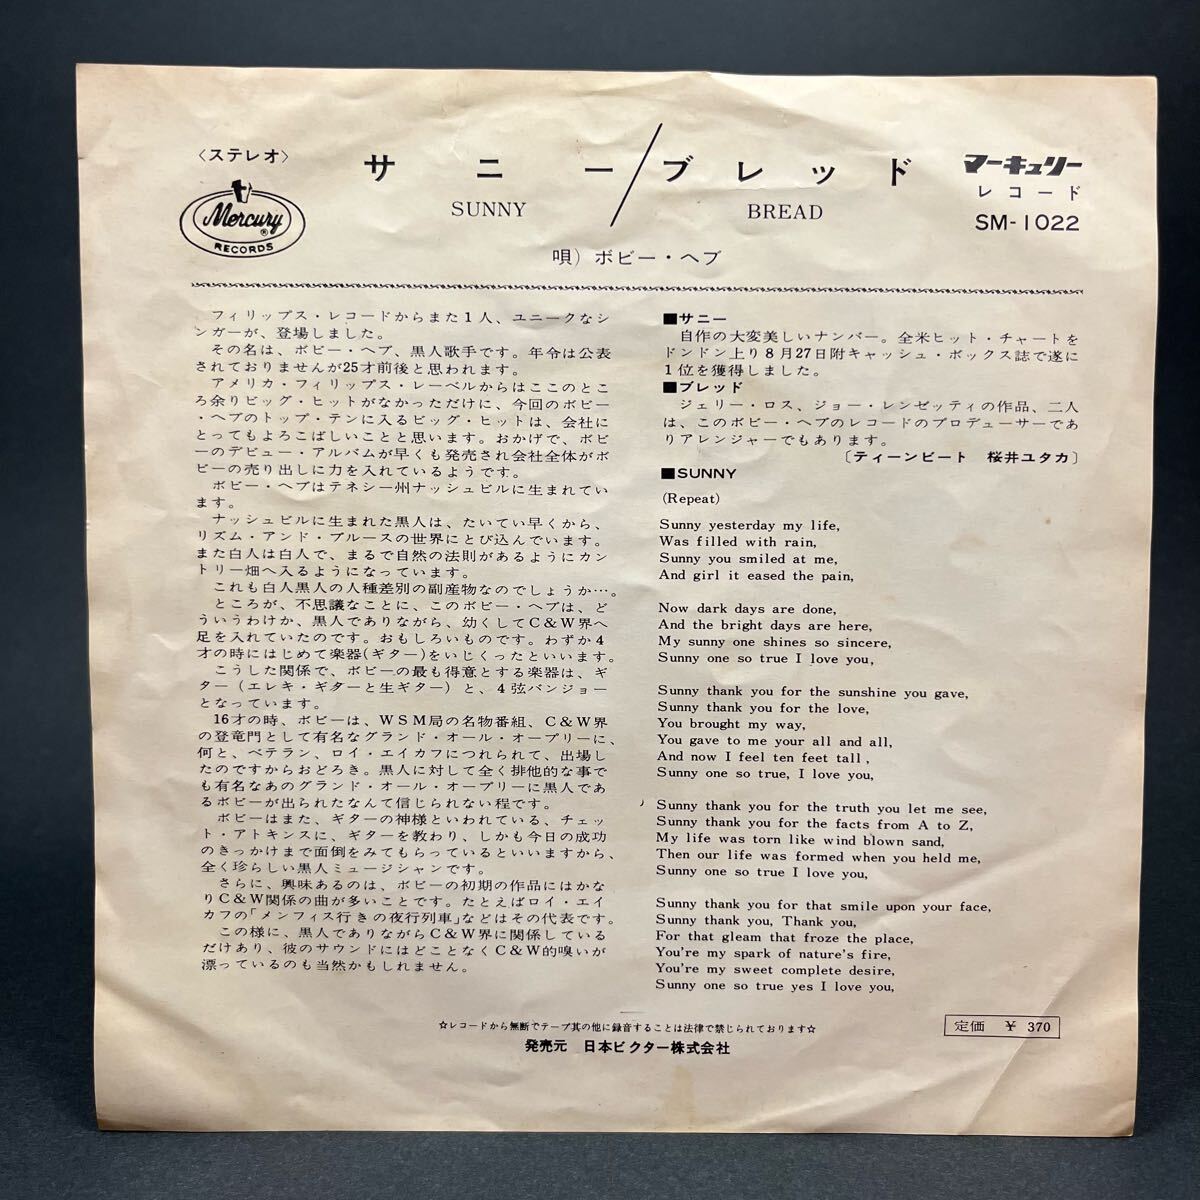 〈ステレオ〉
Mercury®
RECORDS
サニー/ブレッド
SUNNY BREAD
唄）ボビー・ヘブ
マーキュリー
レコード
SM-1022
フィリップス・レコードからまた1人、ユニークなシ
ンガーが、登場しました。
その名は、ボビー・ヘブ、黒人歌手です。年令は公表
されておりませんが25才前後と思われます。
アメリカ・フィリップス・レーベルからはここのとこ
ろ余りビッグ・ヒットがなかっただけに、今回のボビー
・ヘブのトップ・テンに入るビッグ・ヒットは、会社に
とってもよろこばしいことと思います。おかげで、ボビ
ーのデビュー・アルバムが早くも発売され会社全体がボ
ビーの売り出しに力を入れているようです。
ボビー・ヘブはテネシー州ナッシュビルに生まれてい
ます。
ナッシュビルに生まれた黒人は、たいてい早くから、
リズム・アンド・ブルースの世界にとび込んでいます。
また白人は白人で、まるで自然の法則があるようにカン
トリー畑へ入るようになっています。
これも白人黒人の人種差別の副産物なのでしょうか…。
ところが、不思議なことに、このボビー・ヘブは、ど
ういうわけか、黒人でありながら、幼くしてC&W界へ
足を入れていたのです。おもしろいものです。わずか4
才の時にはじめて楽器(ギター)をいじくったといいます。
こうした関係で、ボビーの最も得意とする楽器は、ギ
ター（エレキ・ギターと生ギター）と、4弦バンジョー
となっています。
16才の時、ボビーは、WSM局の名物番組、C&W界
の登竜門として有名なグランド・オール・オープリーに、
何と、ベテラン、ロイ・エイカフにつれられて、出場し
たのですからおどろき。黒人に対して全く排他的な事で
も有名なあのグランド・オール・オープリーに黒人であ
るボビーが出られたなんて信じられない程です。
ボビーはまた、ギターの神様といわれている、チェッ
ト・アトキンスに、ギターを教わり、しかも今日の成功
のきっかけまで面倒をみてもらっているといいますから、
全く珍らしい黒人ミュージシャンです。
さらに、興味あるのは、ボビーの初期の作品にはかな
りC&W関係の曲が多いことです。たとえばロイ・エイ
カフの「メンフィス行きの夜行列車」などはその代表です。
この様に、黒人でありながらC&W界に関係している
だけあり、彼のサウンドにはどことなくC&W的嗅いが
漂っているのも当然かもしれません。
■サニー
自作の大変美しいナンバー。全米ヒット・チャートを
ドンドン上り8月27日附キャッシュ・ボックス誌で遂に
1位を獲得しました。
■ブレッド
ジェリー・ロス、ジョー・レンゼッティの作品、二人
は、このボビー・ヘブのレコードのプロデューサーであ
りアレンジャーでもあります。
〔ティーンビート 桜井ユタカ〕
■SUNNY
(Repeat)
Sunny yesterday my life,
Was filled with rain,
Sunny you smiled at me,
And girl it eased the pain,
Now dark days are done,
And the bright days are here,
My sunny one shines so sincere,
Sunny one so true I love you,
Sunny thank you for the sunshine you gave,
Sunny thank you for the love,
You brought my way,
You gave to me your all and all,
And now I feel ten feet tall,
Sunny one so true, I love you,
Sunny thank you for the truth you let me see,
Sunny thank you for the facts from A to Z,
My life was torn like wind blown sand,
Then our life was formed when you held me,
Sunny one so true I love you,
Sunny thank you for that smile upon your face,
Sunny thank you, Thank you,
For that gleam that froze the place,
You're my spark of nature's fire,
You're my sweet complete desire,
Sunny one so true yes I love you,
☆レコードから無断でテープ其の他に録音することは法律で禁じられております☆
発売元 日本ビクター株式会社
定価 ¥ 370